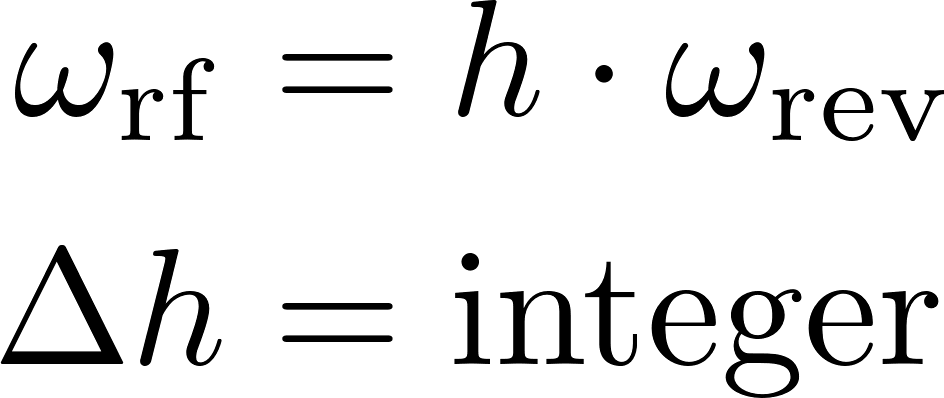 ω_rf = h · ω_rev
Δh = integer